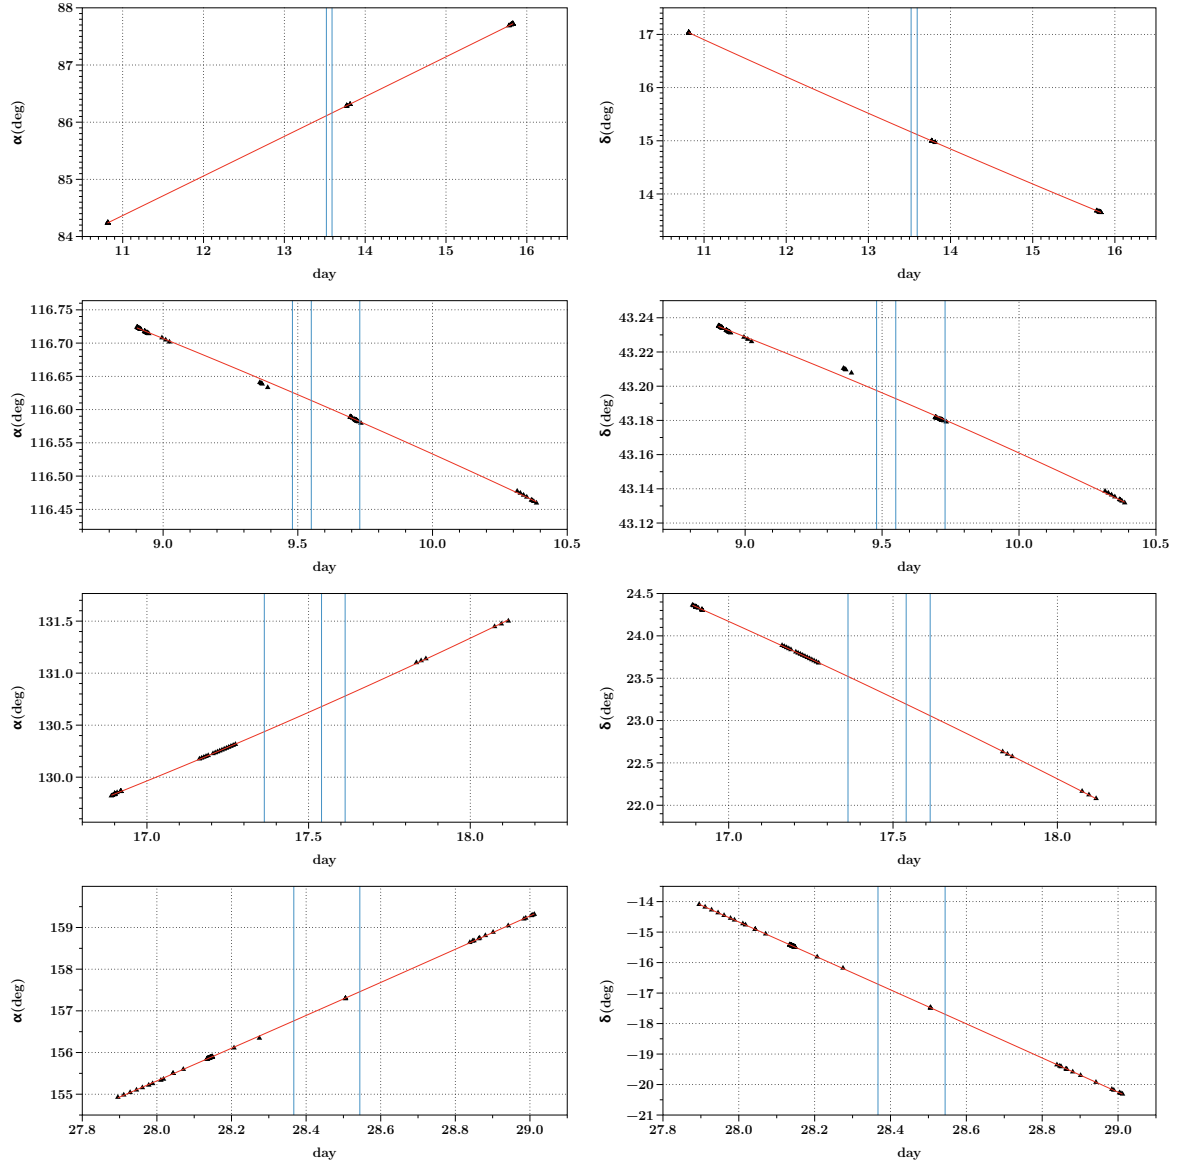 88
87
86
85
84
α(deg)
11 12 13 14 15 16
day
17
16
15
14
δ(deg)
11 12 13 14 15 16
day
116.75
116.70
116.65
116.60
116.55
116.50
116.45
α(deg)
9.0 9.5 10.0 10.5
day
43.24
43.22
43.20
43.18
43.16
43.14
43.12
δ(deg)
9.0 9.5 10.0 10.5
day
131.5
131.0
130.5
130.0
α(deg)
17.0 17.5 18.0
day
24.5
24.0
23.5
23.0
22.5
22.0
δ(deg)
17.0 17.5 18.0
day
159
158
157
156
155
α(deg)
27.8 28.0 28.2 28.4 28.6 28.8 29.0
day
−14
−15
−16
−17
−18
−19
−20
−21
δ(deg)
27.8 28.0 28.2 28.4 28.6 28.8 29.0
day